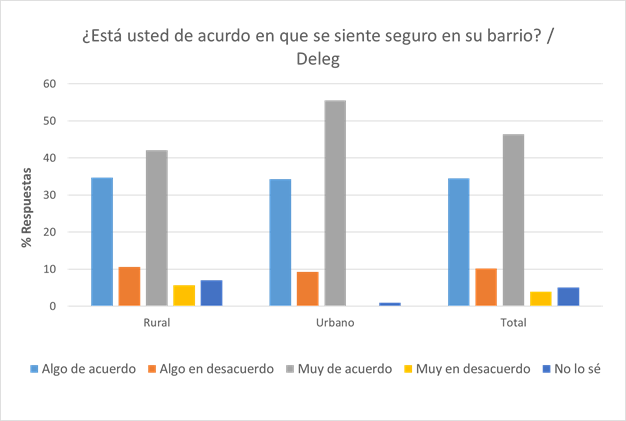 ¿Está usted de acurdo en que se siente seguro en su barrio? /
Deleg
% Respuestas
60
50
40
30
20
10
0
Rural Urbano Total
Algo de acuerdo Algo en desacuerdo Muy de acuerdo Muy en desacuerdo No lo sé